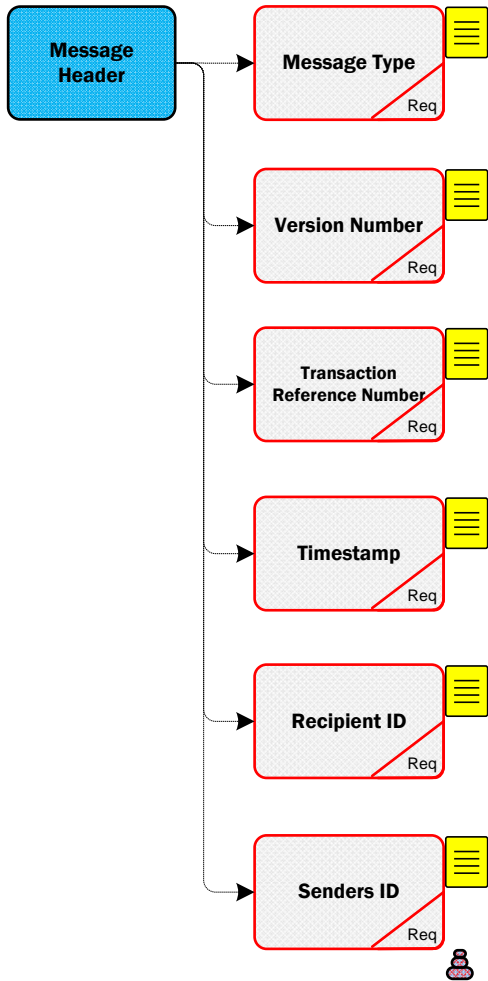 Message
Header
Message Type
Req
Version Number
Req
Transaction
Reference Number
Req
Timestamp
Req
Recipient ID
Req
Senders ID
Req